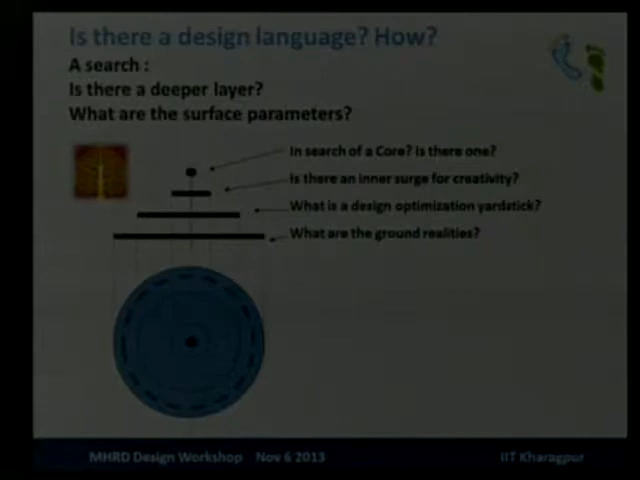 Is there a design language? How?
A search :
Is there a deeper layer?
What are the surface parameters?
In search of a Core? Is there one?
Is there an inner surge for creativity?
What is a design optimization yardstick?
What are the ground realities?
MHRD Design Workshop Nov 6 2013 IIT Kharagpur